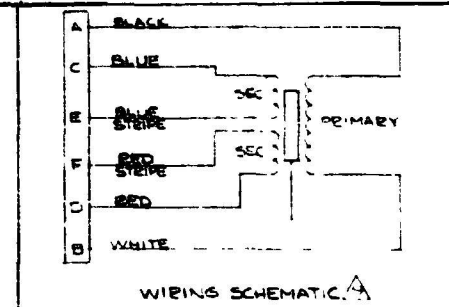 A BLACK
C BLUE
SEC
E BLUE STRIPE
PRIMARY
SEC
F RED STRIPE
D RED
B WHITE
WIRING SCHEMATIC